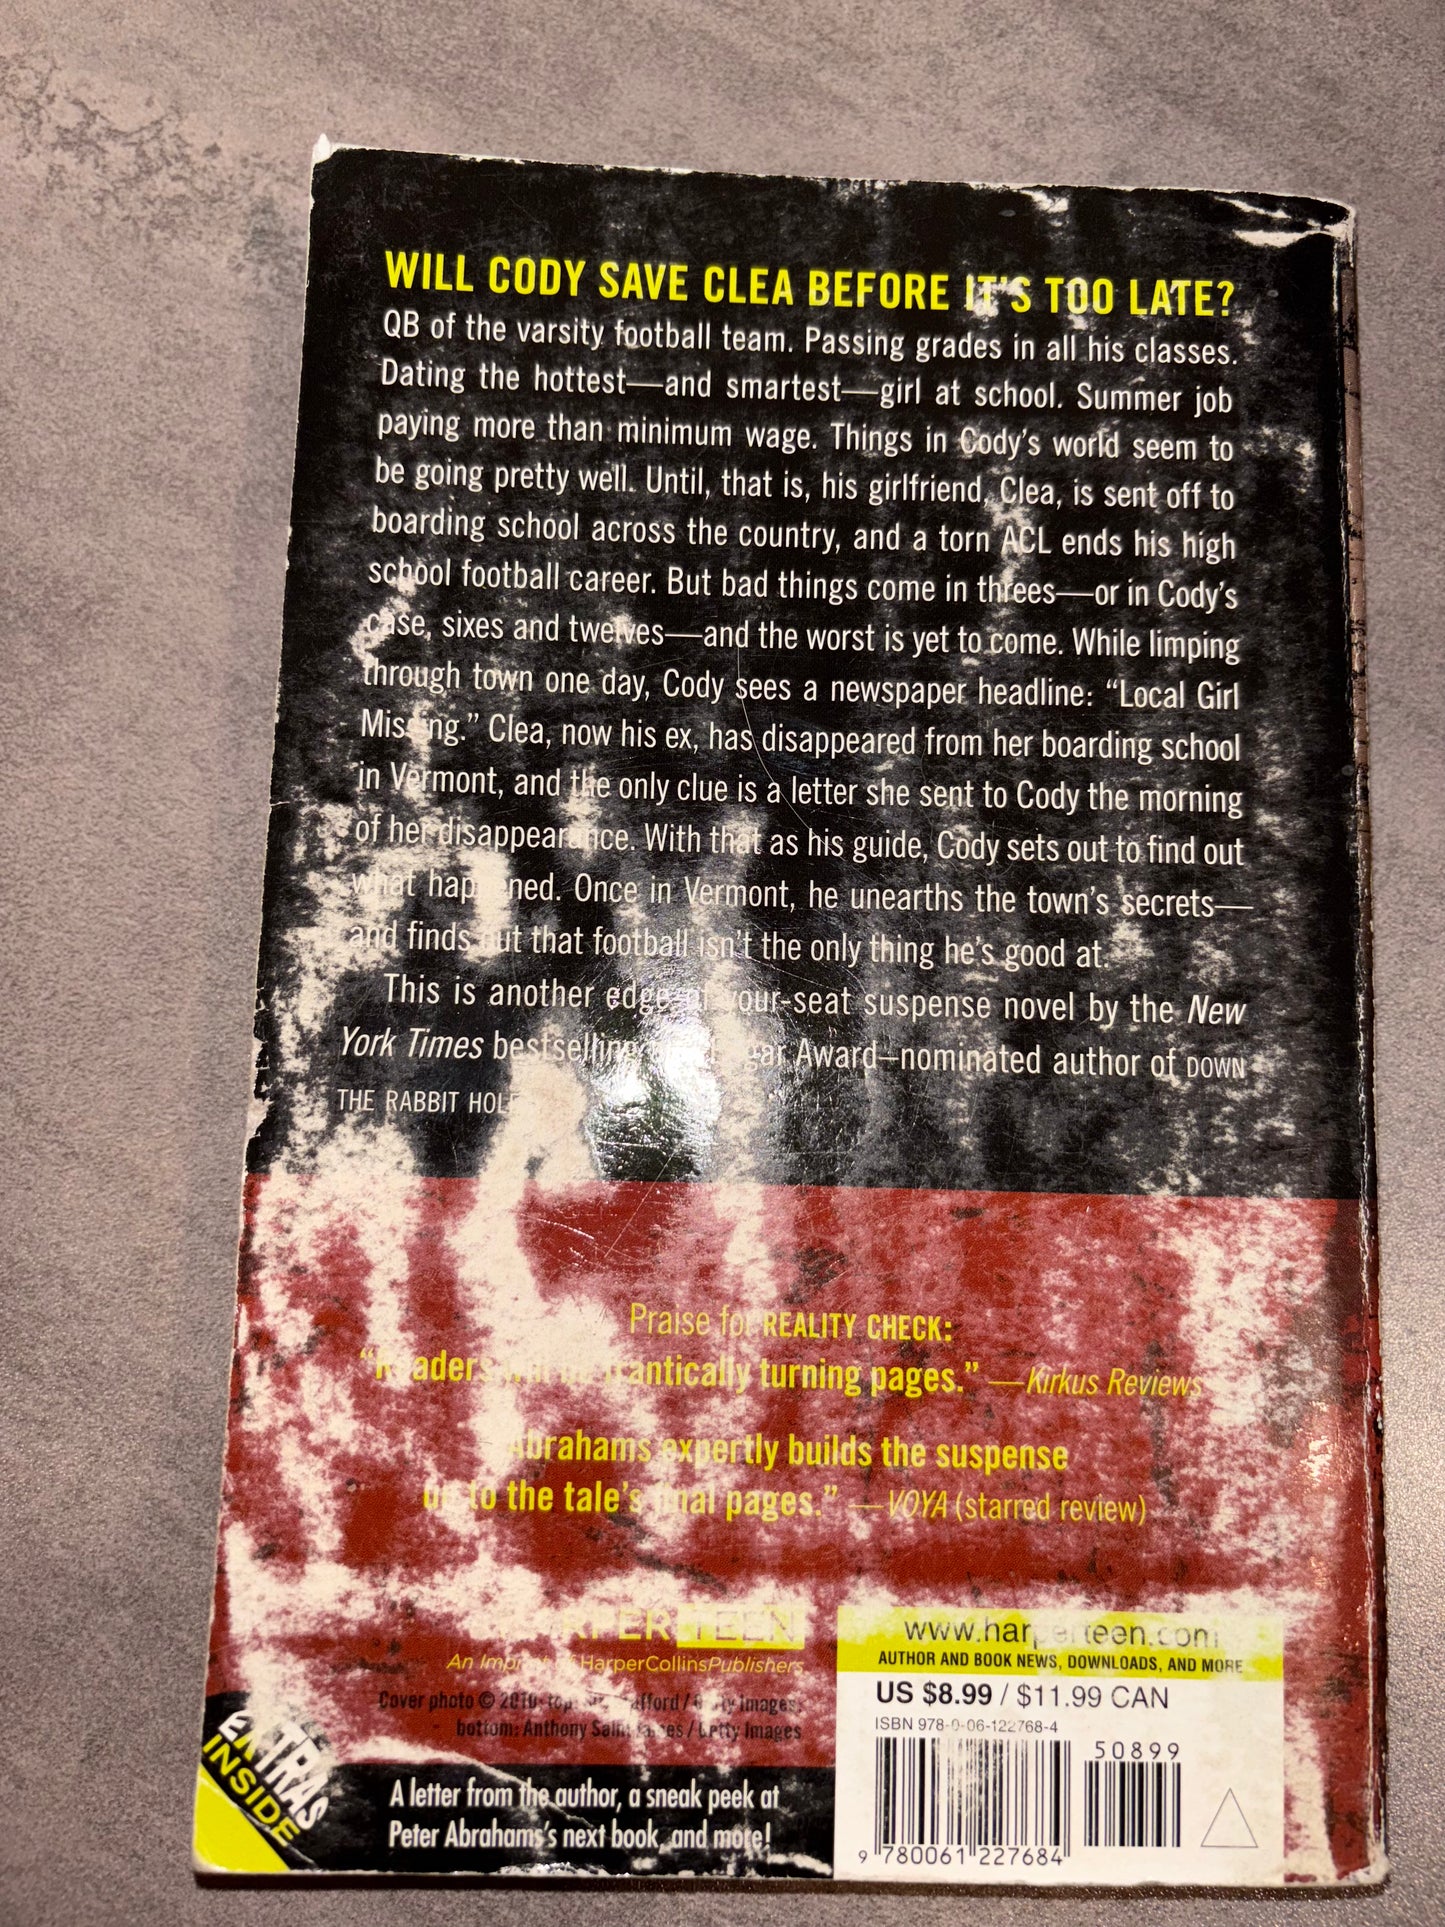 WILL CODY SAVE CLEA BEFORE IT'S TOO LATE?
QB of the varsity football team. Passing grades in all his classes.
Dating the hottest—and smartest—girl at school. Summer job
paying more than minimum wage. Things in Cody's world seem to
be going pretty well. Until, that is, his girlfriend, Clea, is sent off to
boarding school across the country, and a torn ACL ends his high
school football career. But bad things come in threes—or in Cody's
case, sixes and twelves—and the worst is yet to come. While limping
through town one day, Cody sees a newspaper headline: “Local Girl
Missing.” Clea, now his ex, has disappeared from her boarding school
in Vermont, and the only clue is a letter she sent to Cody the morning
of her disappearance. With that as his guide, Cody sets out to find out
what happened. Once in Vermont, he unearths the town's secrets—
and finds out that football isn't the only thing he's good at.
This is another edge-of-your-seat suspense novel by the New
York Times bestselling Edgar Award–nominated author of DOWN
THE RABBIT HOLE
Praise for REALITY CHECK:
“Readers will be frantically turning pages.” —Kirkus Reviews
Abrahams expertly builds the suspense
up to the tale's final pages.” —VOYA (starred review)
HARPER TEEN
An Imprint of HarperCollinsPublishers
Cover photo © 2010 top: Stafford / Getty Images;
bottom: Anthony Saint James / Getty Images
www.harperteen.com
AUTHOR AND BOOK NEWS, DOWNLOADS, AND MORE
US $8.99 / $11.99 CAN
ISBN 978-0-06-122768-4
50899
9 780061 227684
EXTRAS
INSIDE
A letter from the author, a sneak peek at
Peter Abrahams's next book, and more!